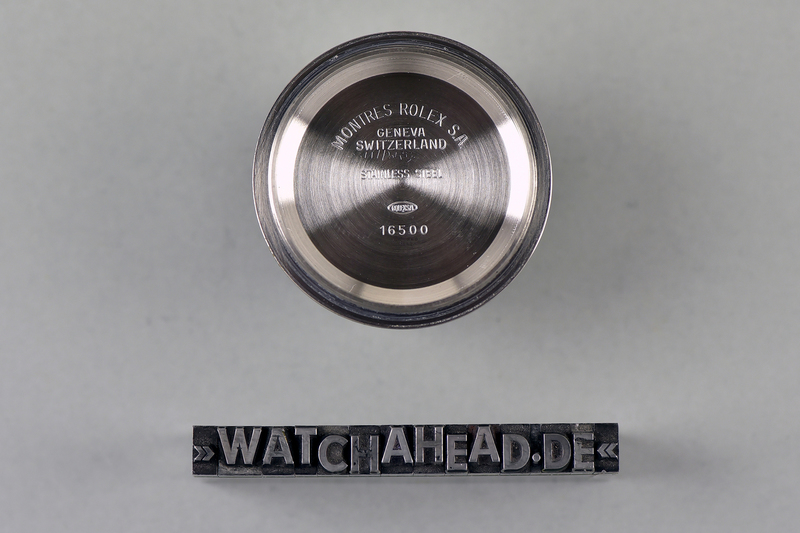 MONTRES ROLEX S.A
GENEVA
SWITZERLAND
STAINLESS STEEL
16500
»WATCHAHEAD.DE«